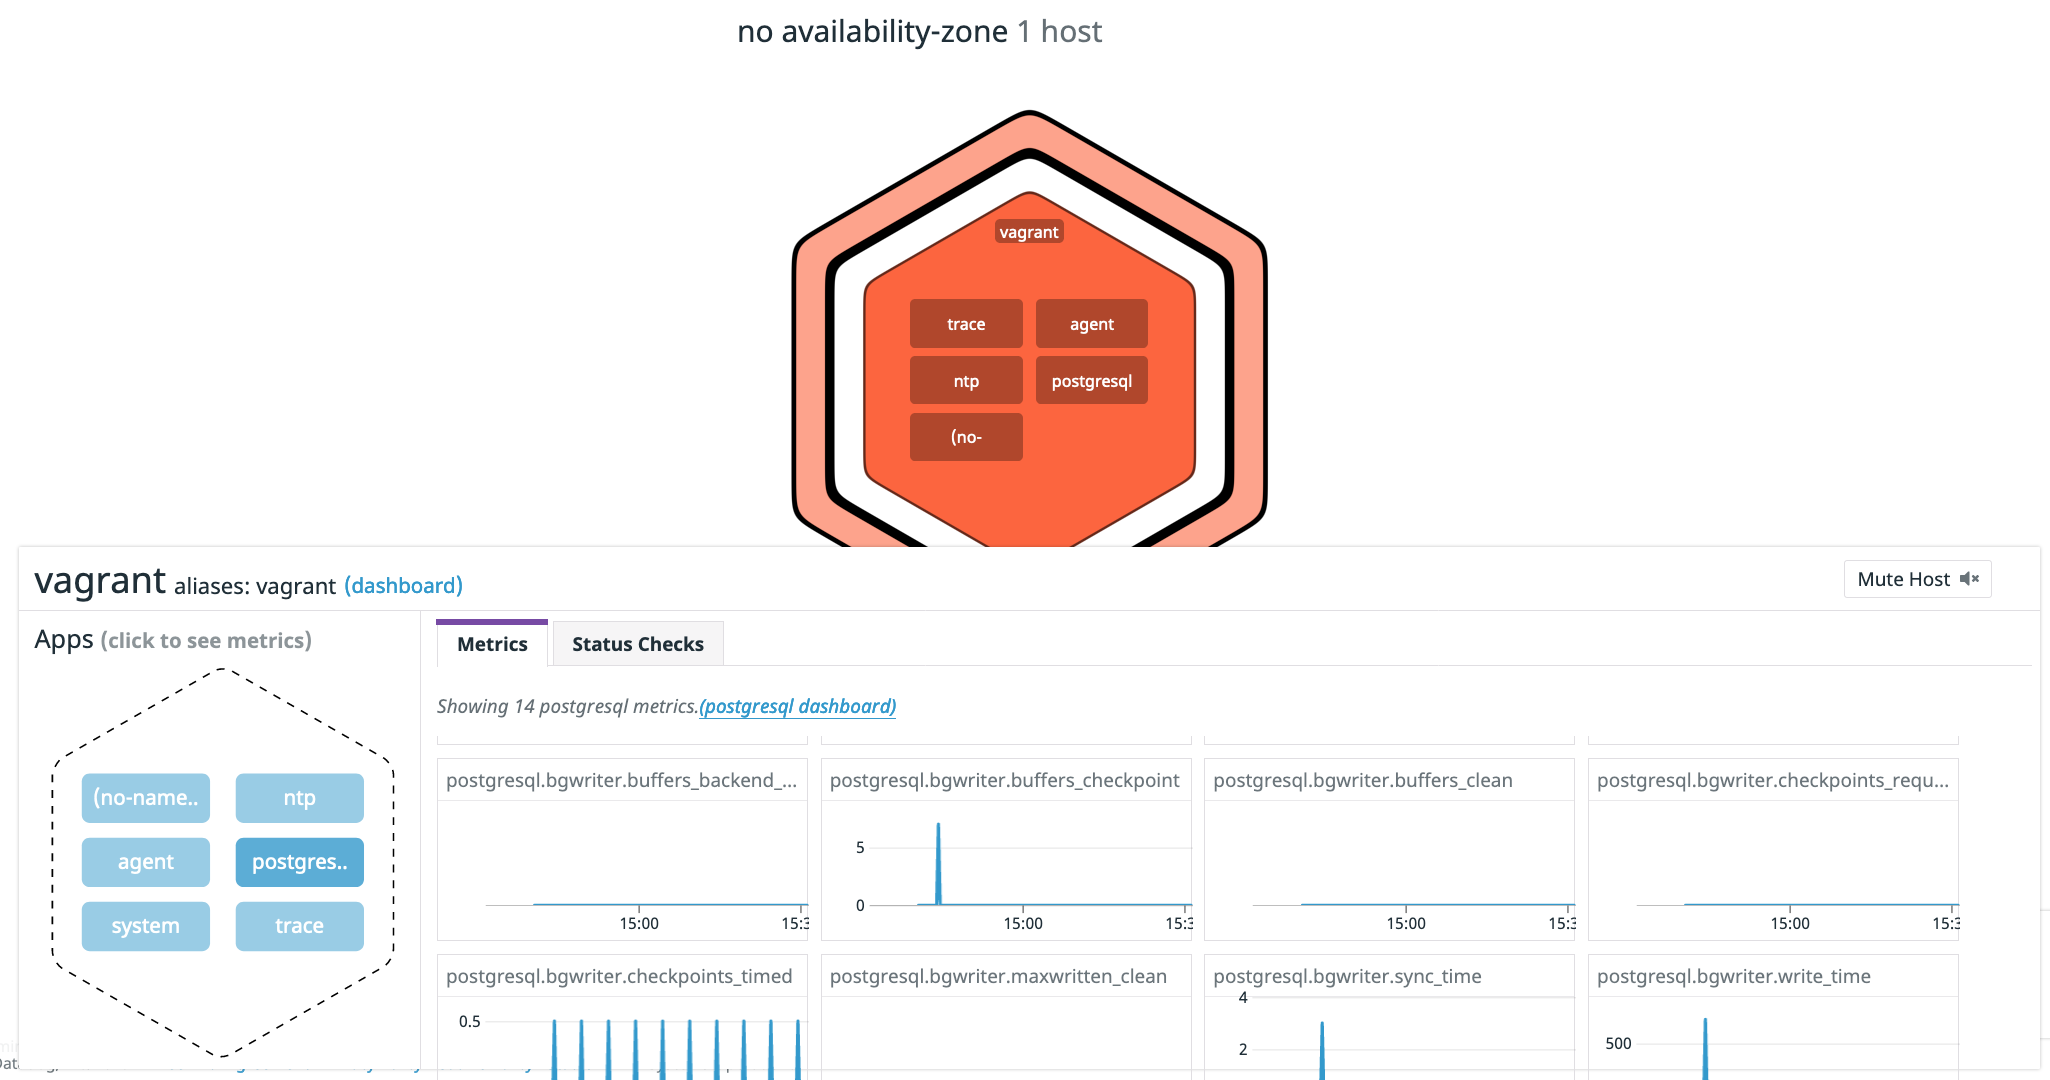 no availability-zone 1 host
vagrant
trace
agent
ntp
postgresql
(no-
vagrant aliases: vagrant (dashboard)
Mute Host
Apps (click to see metrics)
(no-name..
ntp
agent
postgres..
system
trace
Metrics
Status Checks
Showing 14 postgresql metrics.(postgresql dashboard)
postgresql.bgwriter.buffers_backend_...
15:00
15:3
postgresql.bgwriter.buffers_checkpoint
5
0
15:00
15:3
postgresql.bgwriter.buffers_clean
15:00
15:3
postgresql.bgwriter.checkpoints_requ...
15:00
15:3
postgresql.bgwriter.checkpoints_timed
0.5
postgresql.bgwriter.maxwritten_clean
postgresql.bgwriter.sync_time
4
2
postgresql.bgwriter.write_time
500